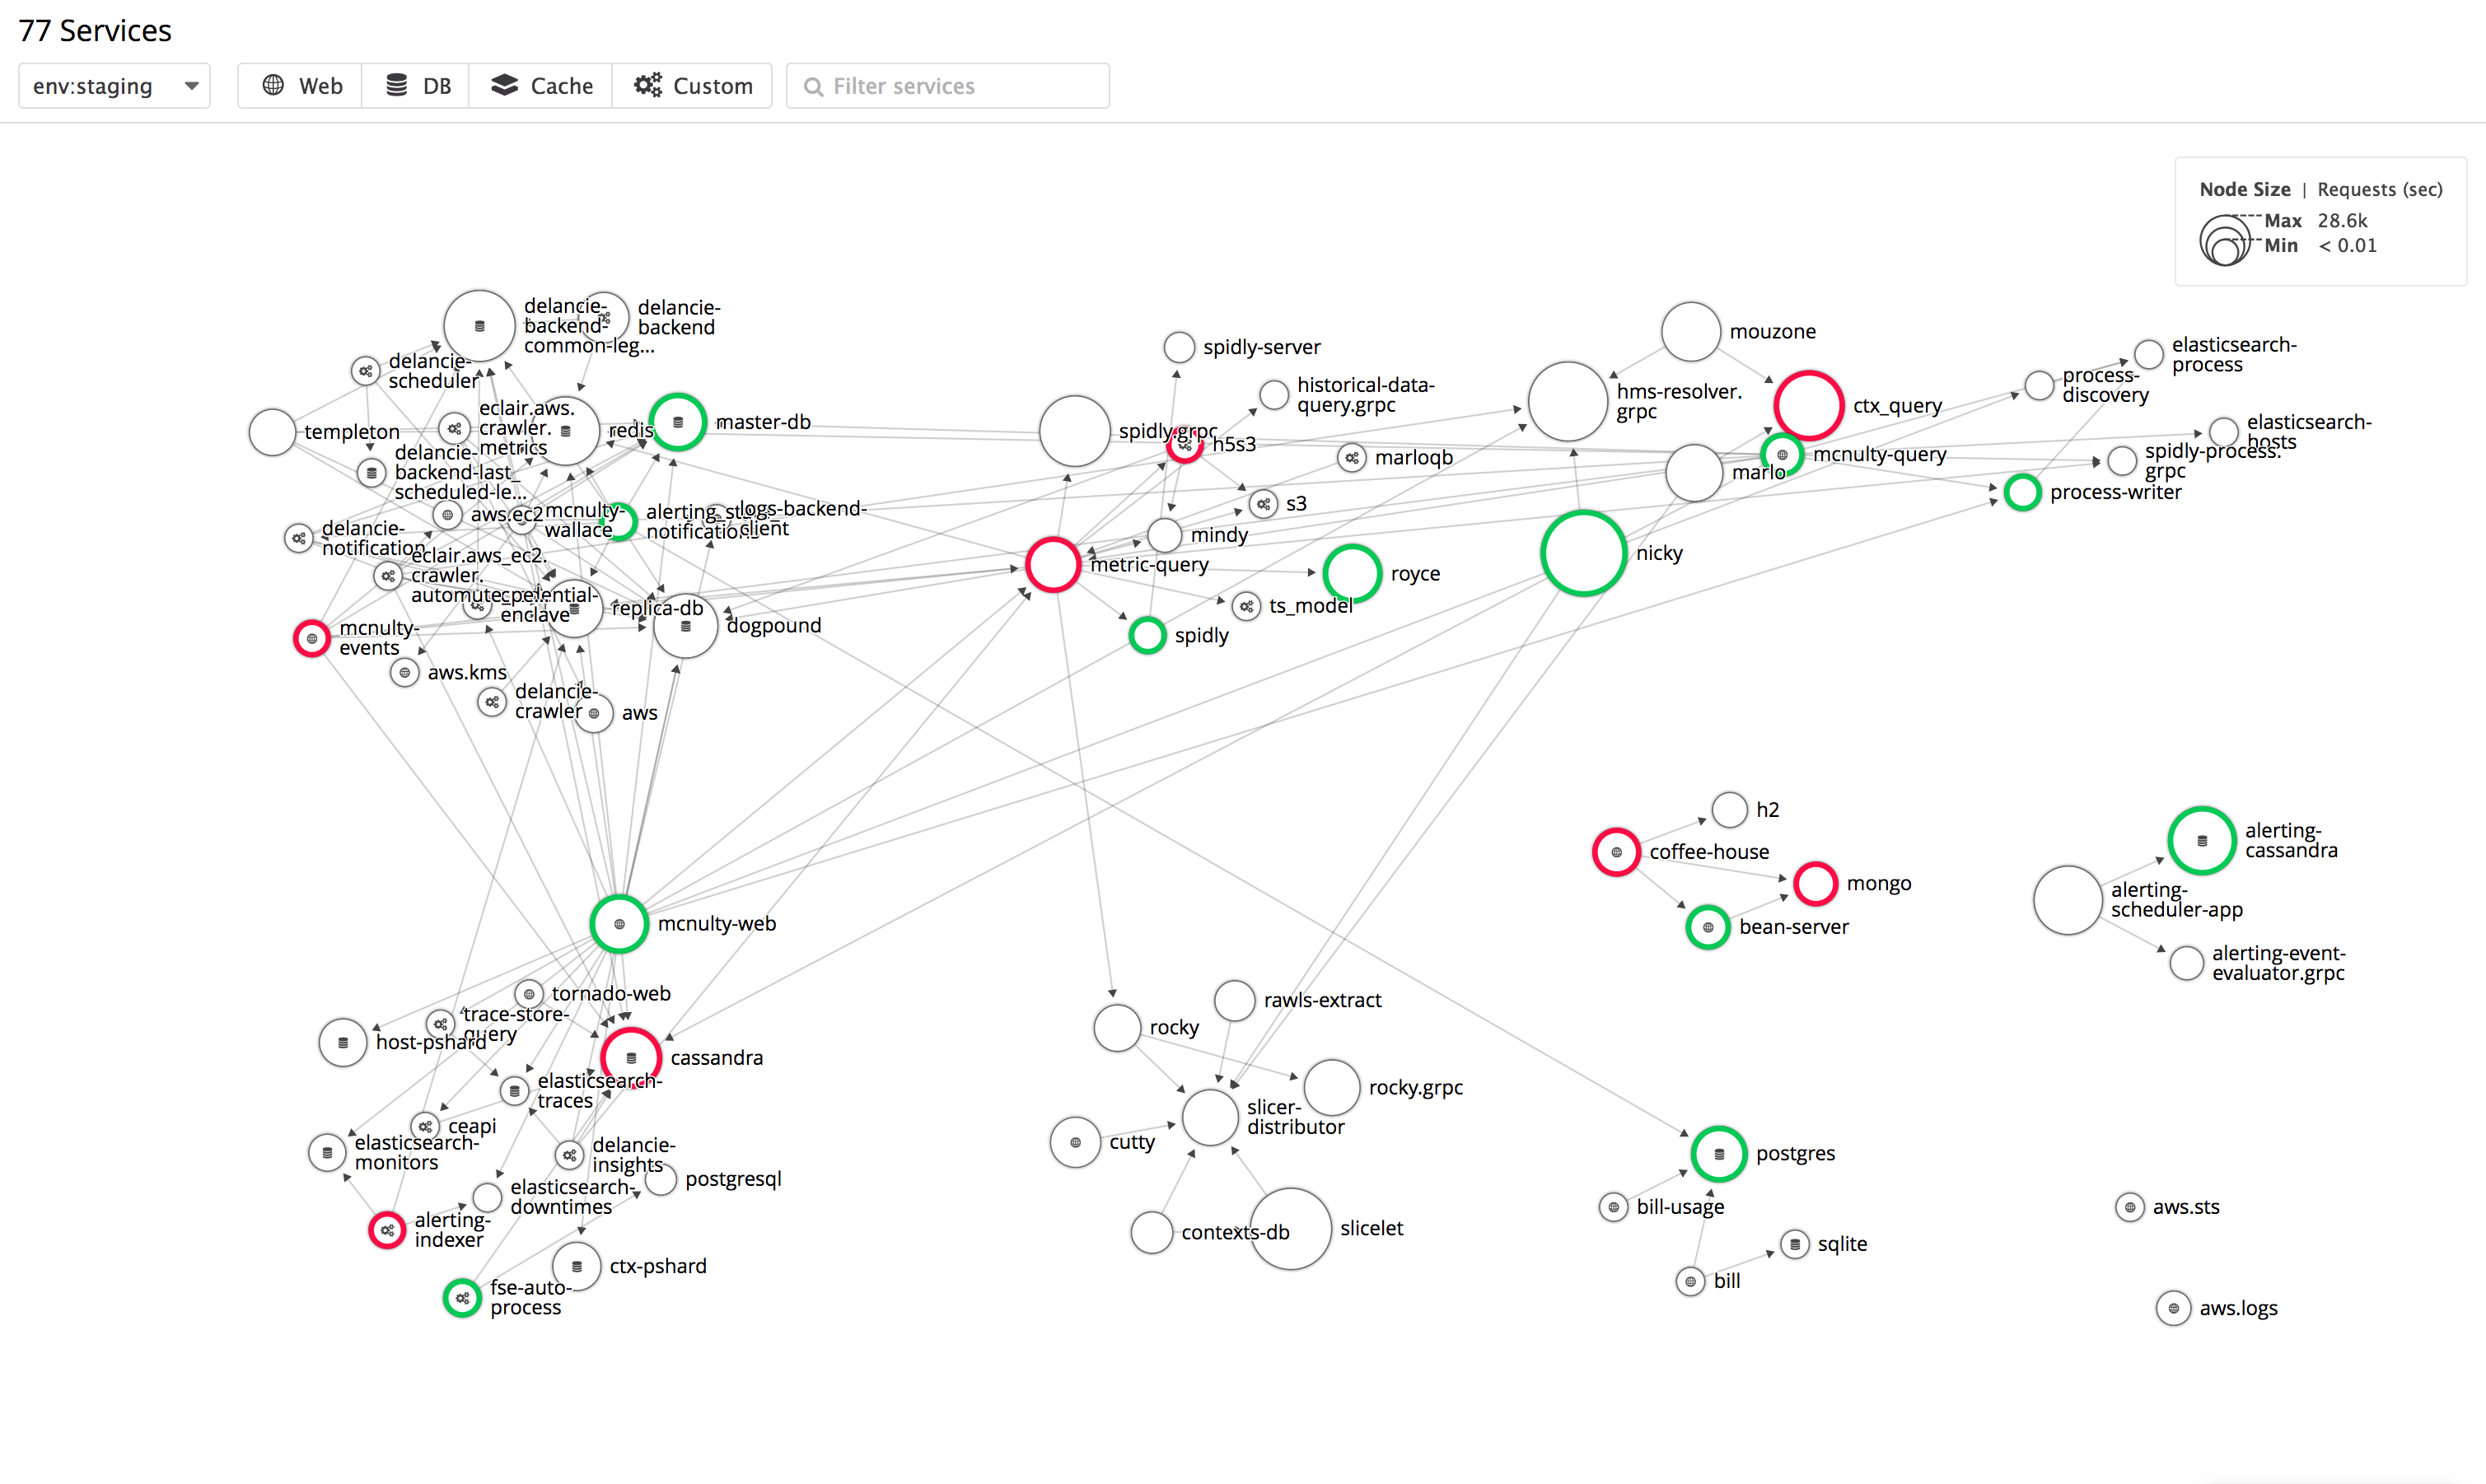 77 Services
env:staging
Web
DB
Cache
Custom
Filter services
Node Size | Requests (sec)
Max 28.6k
Min < 0.01
delancie-
backend-
common-leg...
delancie-
backend
delancie-
scheduler
templeton
eclair.aws.
crawler.
metrics
redis
master-db
delancie-
backend-last_
scheduled-le...
aws.ec2
mcnulty-
wallace
logs-backend-
client
delancie-
notification
eclair.aws_ec2.
crawler.
enclave
replica-db
dogpound
mcnulty-
events
aws.kms
delancie-
crawler
aws
spidly-server
historical-data-
query.grpc
spidly.grpc
h5s3
marloqb
s3
mindy
metric-query
royce
ts_model
spidly
mouzone
hms-resolver.
grpc
ctx_query
mcnulty-query
marlo
nicky
process-
discovery
elasticsearch-
process
elasticsearch-
hosts
spidly-process.
grpc
process-writer
mcnulty-web
tornado-web
trace-store-
query
host-pshard
cassandra
elasticsearch-
traces
ceapi
elasticsearch-
monitors
delancie-
insights
postgresql
elasticsearch-
downtimes
alerting-
indexer
ctx-pshard
fse-auto-
process
rocky
rawls-extract
rocky.grpc
slicer-
distributor
cutty
contexts-db
slicelet
h2
coffee-house
mongo
bean-server
alerting-
cassandra
alerting-
scheduler-app
alerting-event-
evaluator.grpc
postgres
bill-usage
sqlite
bill
aws.sts
aws.logs